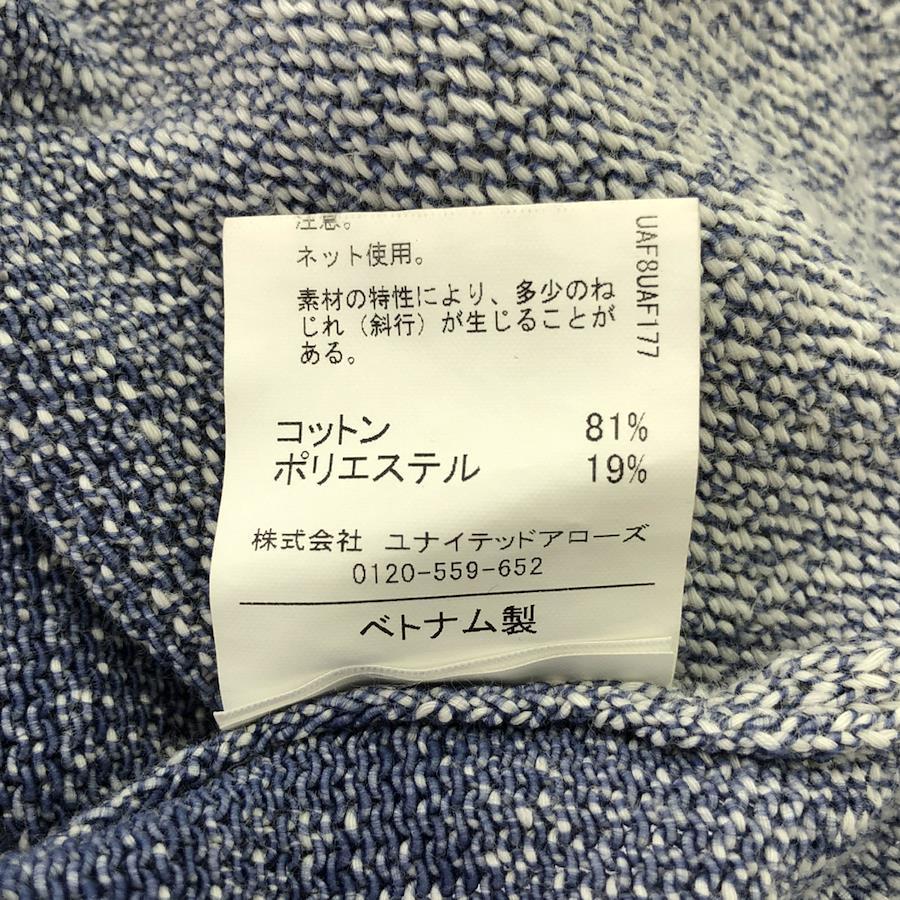 注意。
ネット使用。
素材の特性により、多少のね
じれ（斜行）が生じることが
ある。
UAF8UAF177
コットン 81%
ポリエステル 19%
株式会社 ユナイテッドアローズ
0120-559-652
ベトナム製